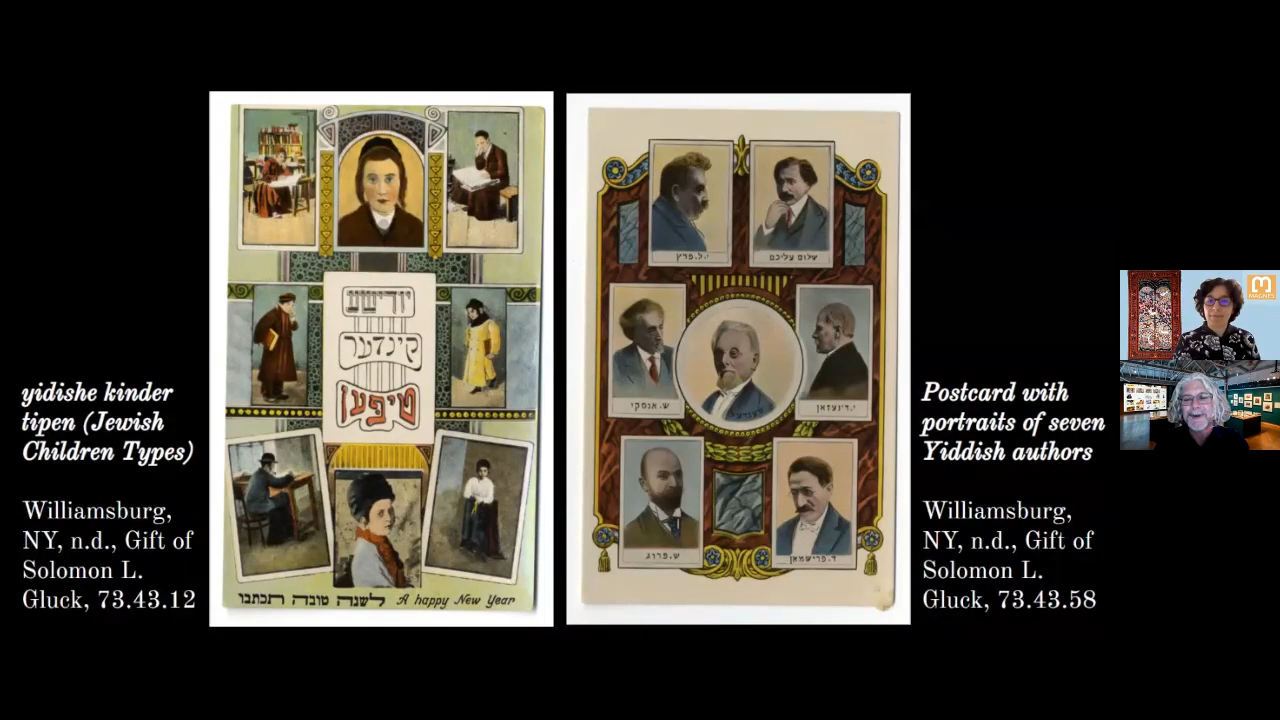 yidishe kinder
tipen (Jewish
Children Types)
Williamsburg,
NY, n.d., Gift of
Solomon L.
Gluck, 73.43.12
יודישע
קינדער
טיפען
לשנה טובה תכתבו A happy New Year
י.ל.פרץ
שלום עליכם
ש. אנסקי
י. דינעזאן
ש. פרוג
ד. פרישמאן
Postcard with
portraits of seven
Yiddish authors
Williamsburg,
NY, n.d., Gift of
Solomon L.
Gluck, 73.43.58
MAGNES